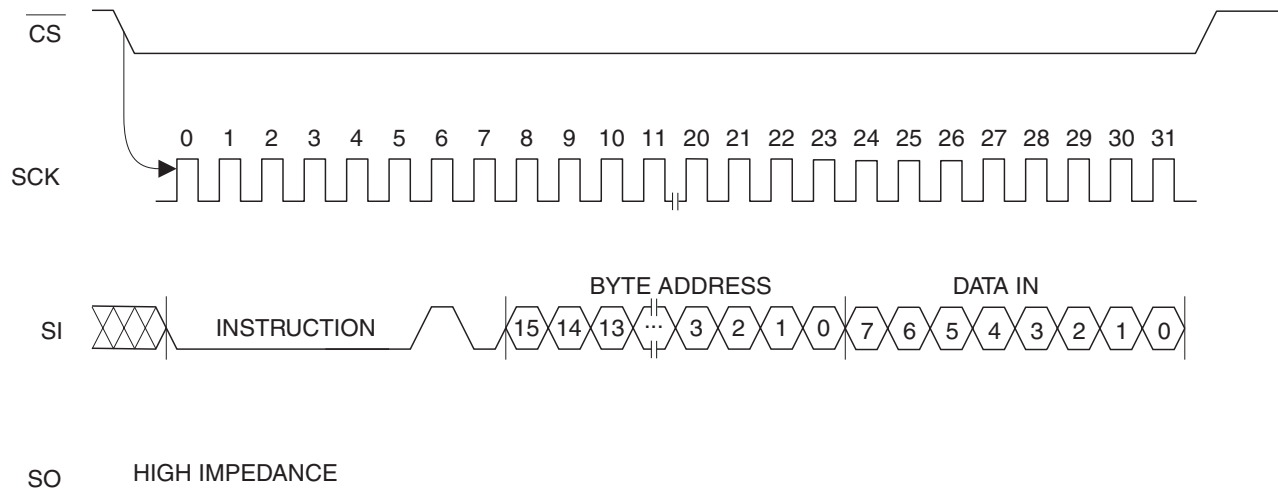 CS
0 1 2 3 4 5 6 7 8 9 10 11 20 21 22 23 24 25 26 27 28 29 30 31
SCK
BYTE ADDRESS DATA IN
SI INSTRUCTION 15 14 13 ... 3 2 1 0 7 6 5 4 3 2 1 0
SO HIGH IMPEDANCE